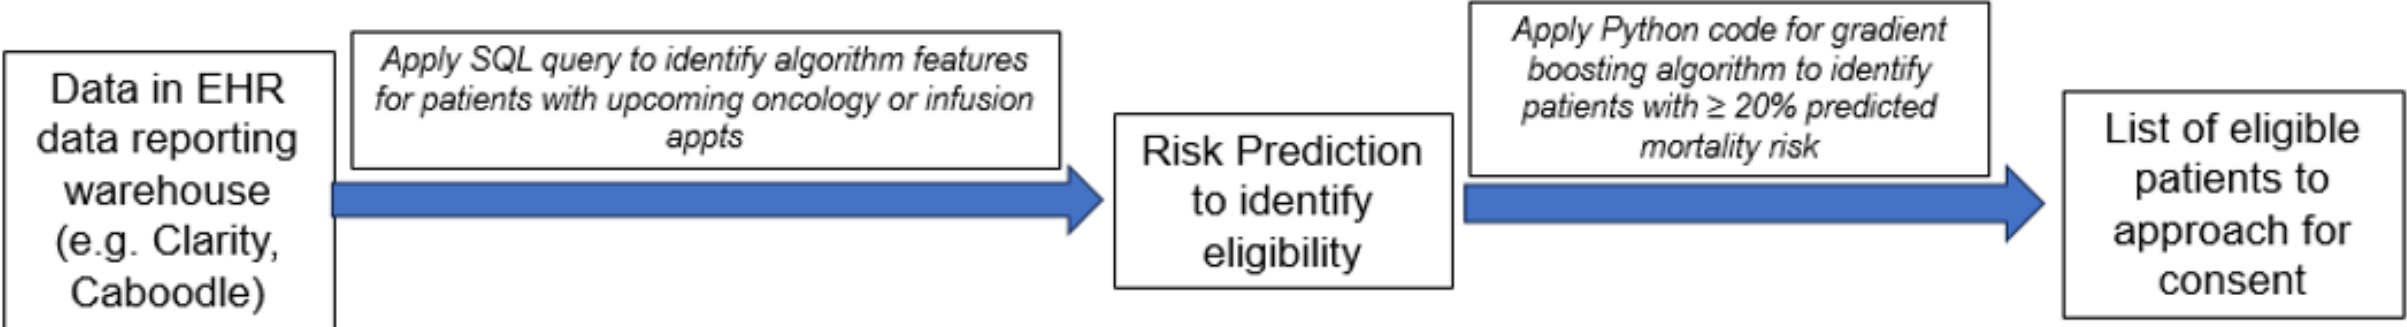 Data in EHR
data reporting
warehouse
(e.g. Clarity,
Caboodle)
Apply SQL query to identify algorithm features
for patients with upcoming oncology or infusion
appts
Risk Prediction
to identify
eligibility
Apply Python code for gradient
boosting algorithm to identify
patients with ≥ 20% predicted
mortality risk
List of eligible
patients to
approach for
consent